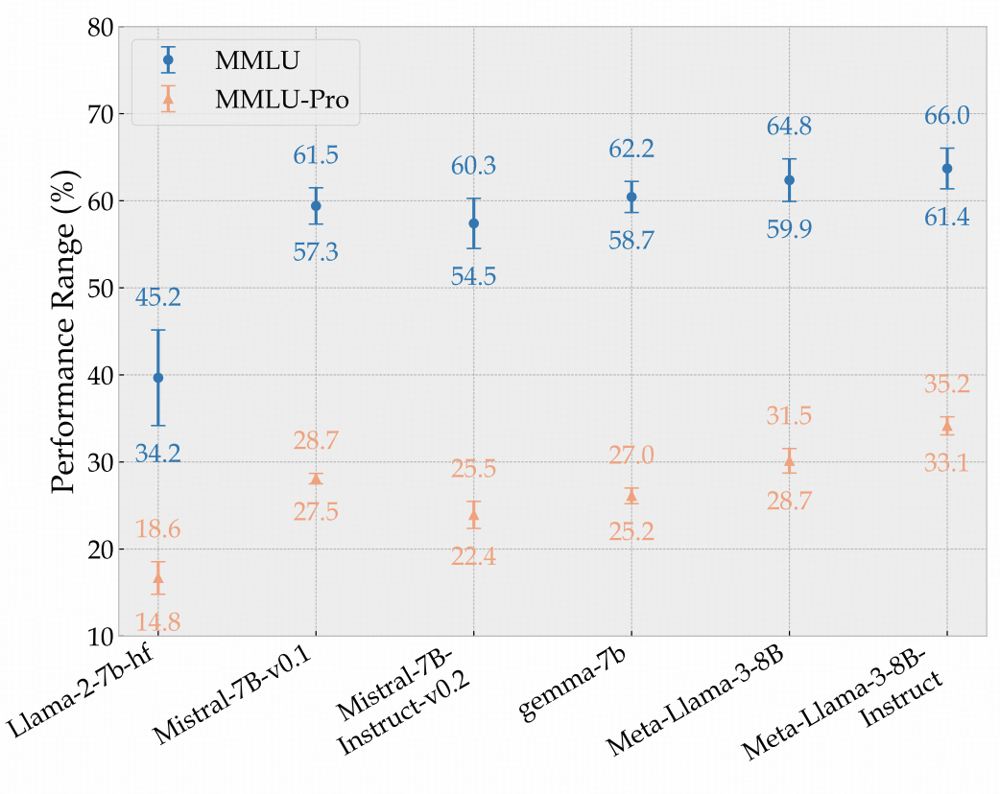 80
70
60
50
40
30
20
10
Performance Range (%)
MMLU
MMLU-Pro
45.2
34.2
18.6
14.8
61.5
57.3
28.7
27.5
60.3
54.5
25.5
22.4
62.2
58.7
27.0
25.2
64.8
59.9
31.5
28.7
66.0
61.4
35.2
33.1
Llama-2-7b-hf
Mistral-7B-v0.1
Mistral-7B-
Instruct-v0.2
gemma-7b
Meta-Llama-3-8B
Meta-Llama-3-8B-
Instruct